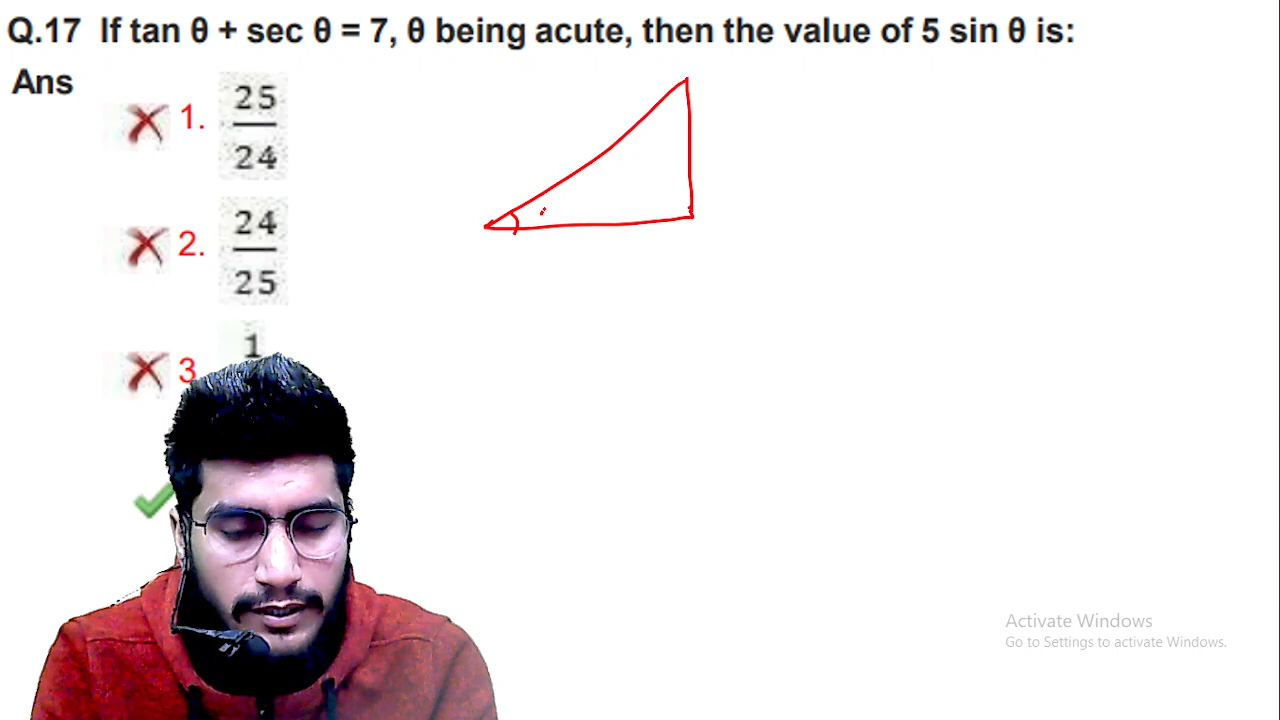 Q.17 If tan θ + sec θ = 7, θ being acute, then the value of 5 sin θ is:
Ans
1. 25
24
2. 24
25
3 1
Activate Windows
Go to Settings to activate Windows.